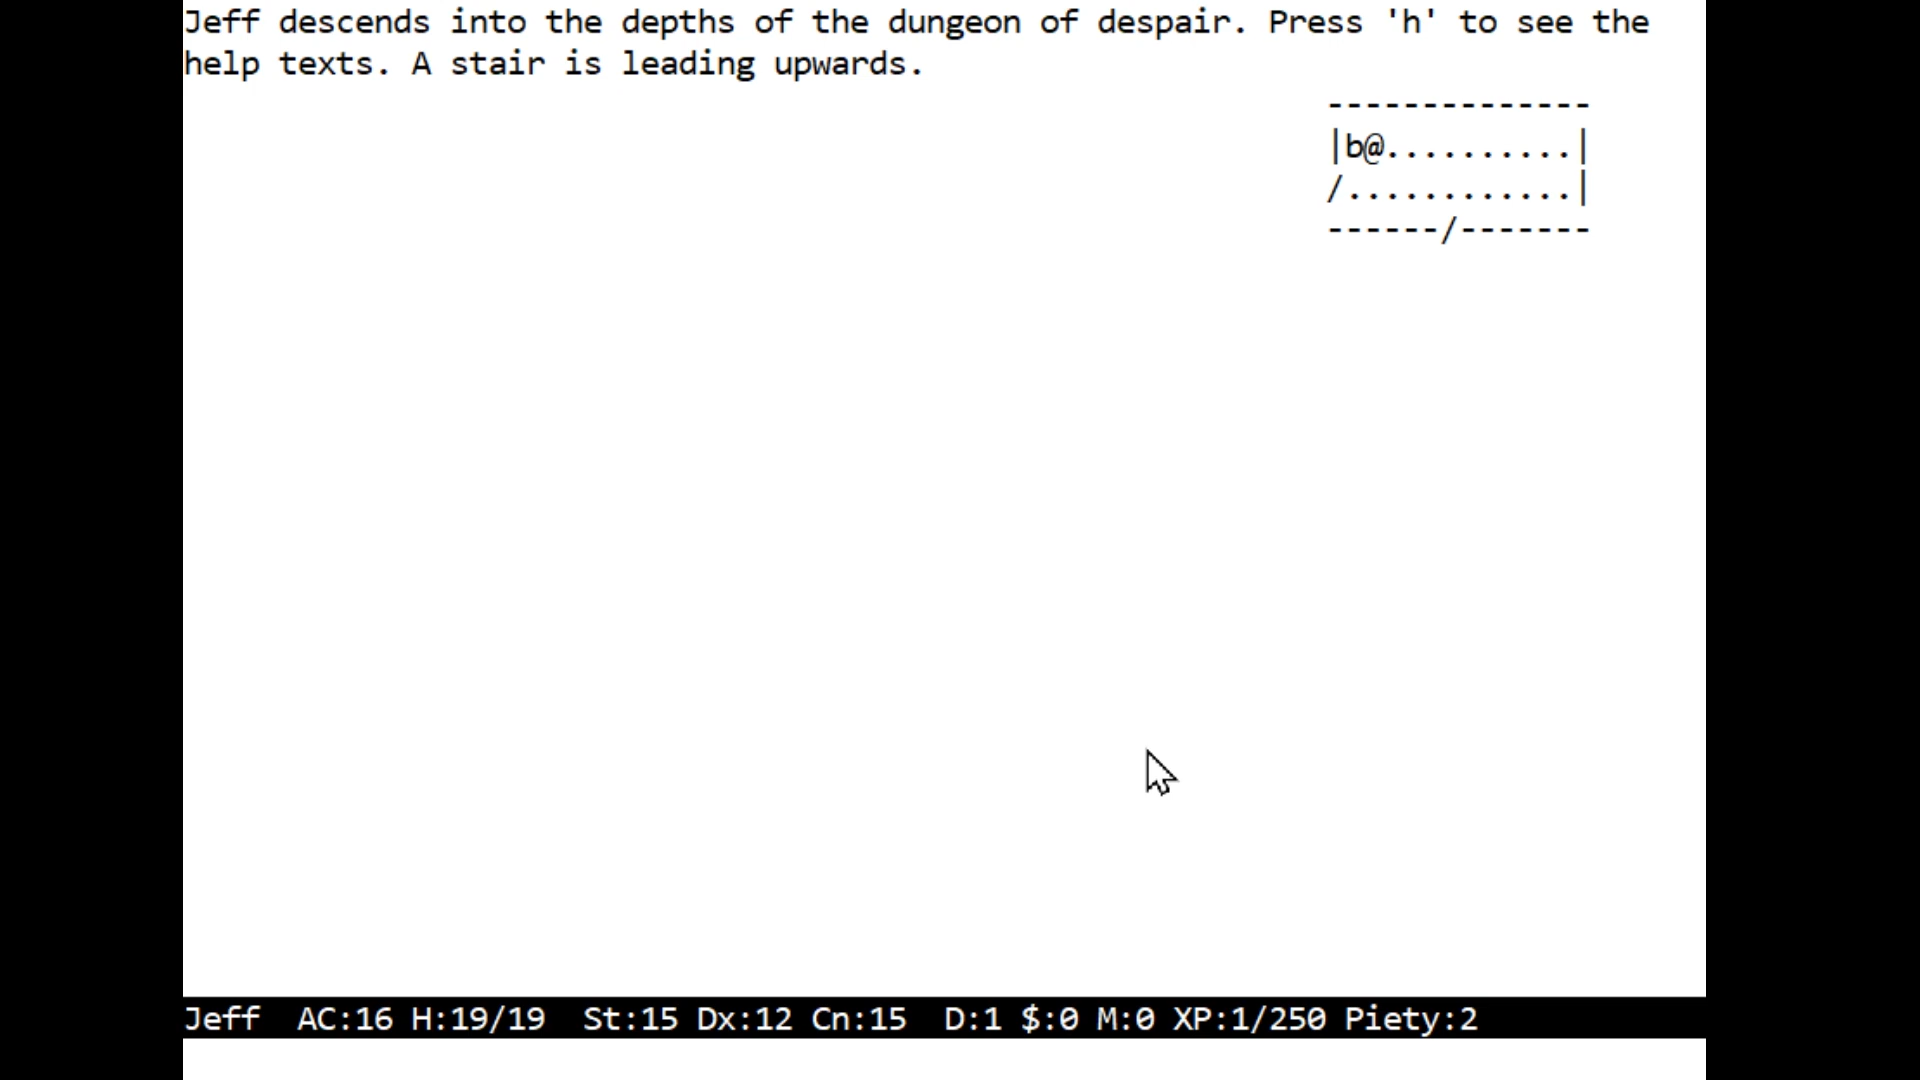 Jeff descends into the depths of the dungeon of despair. Press 'h' to see the
help texts. A stair is leading upwards.
--------------
|b@..........|
/............|
------/-------
Jeff  AC:16 H:19/19  St:15 Dx:12 Cn:15  D:1 $:0 M:0 XP:1/250 Piety:2